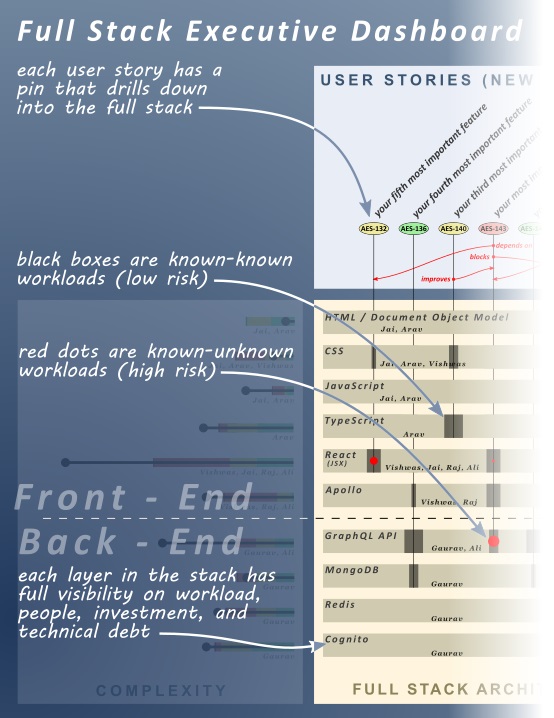 Full Stack Executive Dashboard
each user story has a
pin that drills down
into the full stack
USER STORIES (NEW
your fifth most important feature
your fourth most important feature
your third most importan
your most im
AES-132
AES-136
AES-140
AES-143
depends on
blocks
improves
black boxes are known-known
workloads (low risk)
red dots are known-unknown
workloads (high risk)
HTML / Document Object Model
Jai, Arav
CSS
Jai, Arav, Vishwas
JavaScript
Jai, Arav
TypeScript
Arav
React
(JSX)
Vishwas, Jai, Raj, Ali
Apollo
Vishwas, Raj
GraphQL API
Gaurav, Ali
MongoDB
Gaurav
Redis
Gaurav
Cognito
Gaurav
Jai, Arav
Jai, Arav, Vishwas
Jai, Arav
Arav
Vishwas, Jai, Raj, Ali
Front - End
Back - End
Gaurav, Ali
each layer in the stack has
full visibility on workload,
people, investment, and
technical debt
COMPLEXITY
FULL STACK ARCHI